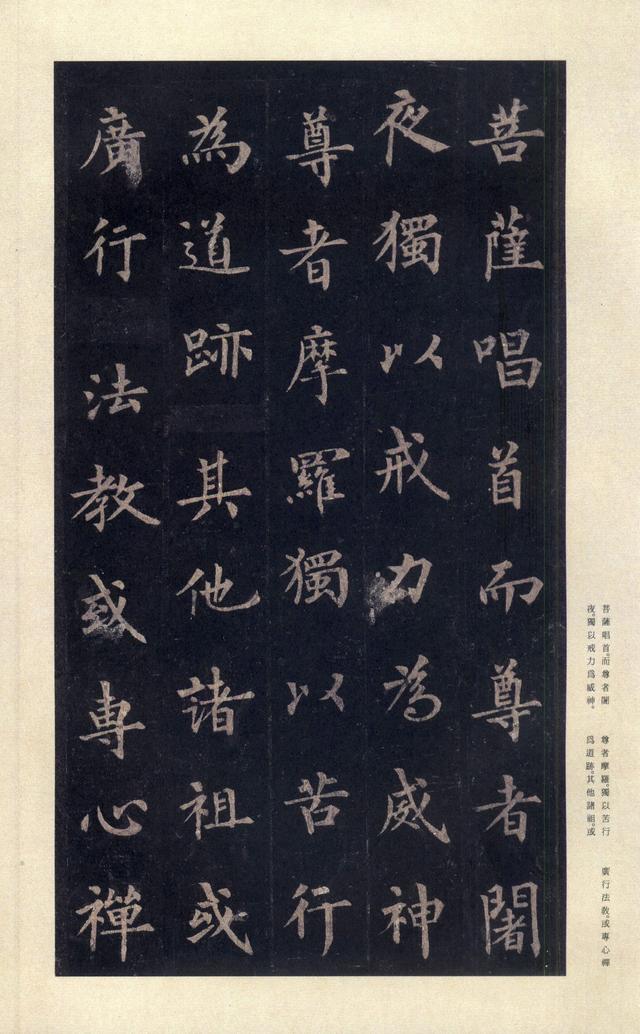 菩薩唱首而尊者闍
夜獨以戒力為威神
尊者摩羅獨以苦行
為道跡其他諸祖或
廣行法教或専心禪
菩薩唱首。而尊者闍
夜。獨以戒力爲威神。
尊者摩羅。獨以苦行
爲道跡。其他諸祖。或
廣行法教。或專心禪